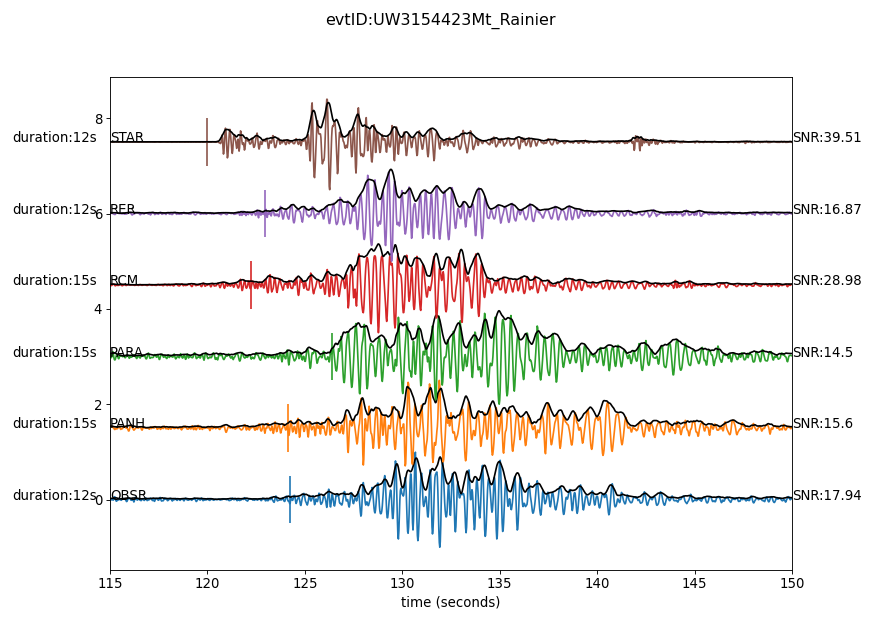 evtID:UW3154423Mt_Rainier
8
duration:12s STAR SNR:39.51
duration:12s RER SNR:16.87
6
duration:15s RCM SNR:28.98
4
duration:15s PARA SNR:14.5
2
duration:15s PANH SNR:15.6
duration:12s OBSR SNR:17.94
0
115 120 125 130 135 140 145 150
time (seconds)